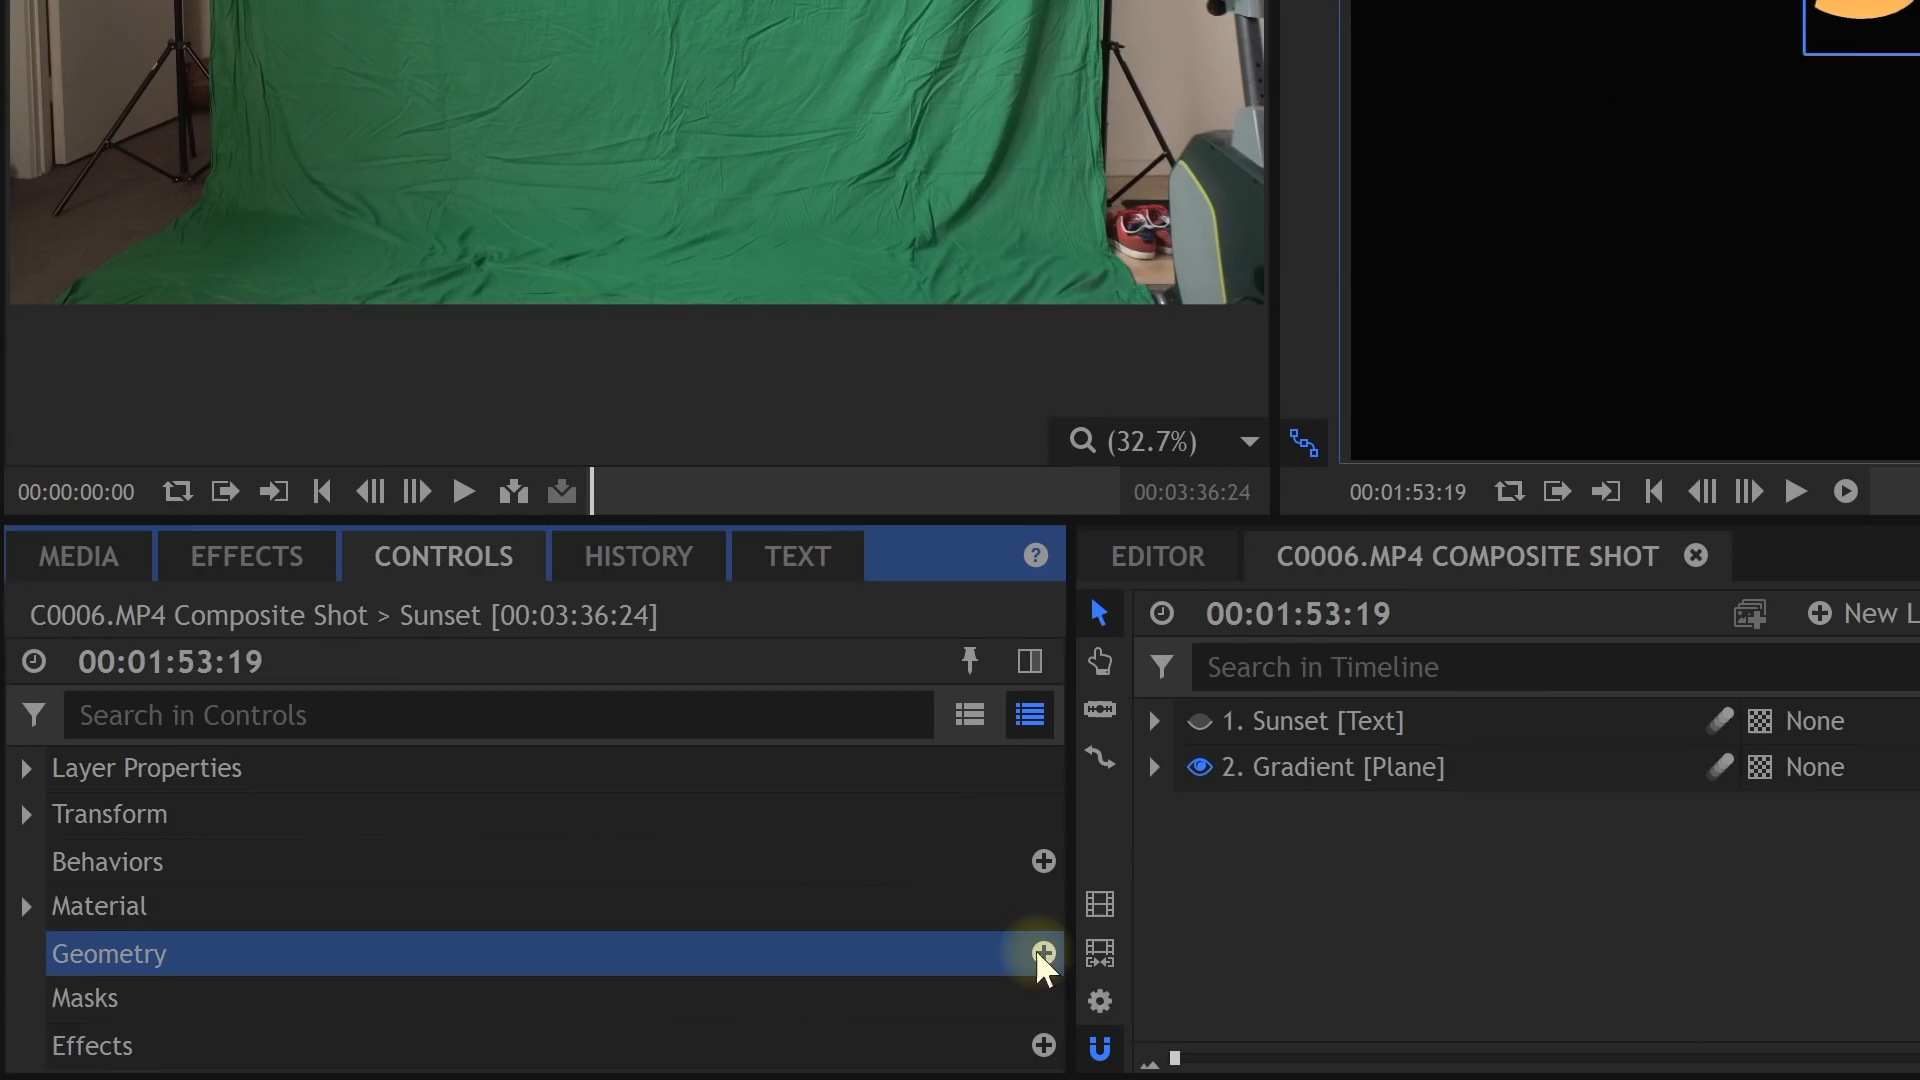 (32.7%)
00:00:00:00
00:03:36:24
00:01:53:19
MEDIA
EFFECTS
CONTROLS
HISTORY
TEXT
?
EDITOR
C0006.MP4 COMPOSITE SHOT
C0006.MP4 Composite Shot > Sunset [00:03:36:24]
00:01:53:19
New L
00:01:53:19
Search in Timeline
Search in Controls
1. Sunset [Text]
None
2. Gradient [Plane]
None
Layer Properties
Transform
Behaviors
Material
Geometry
Masks
Effects